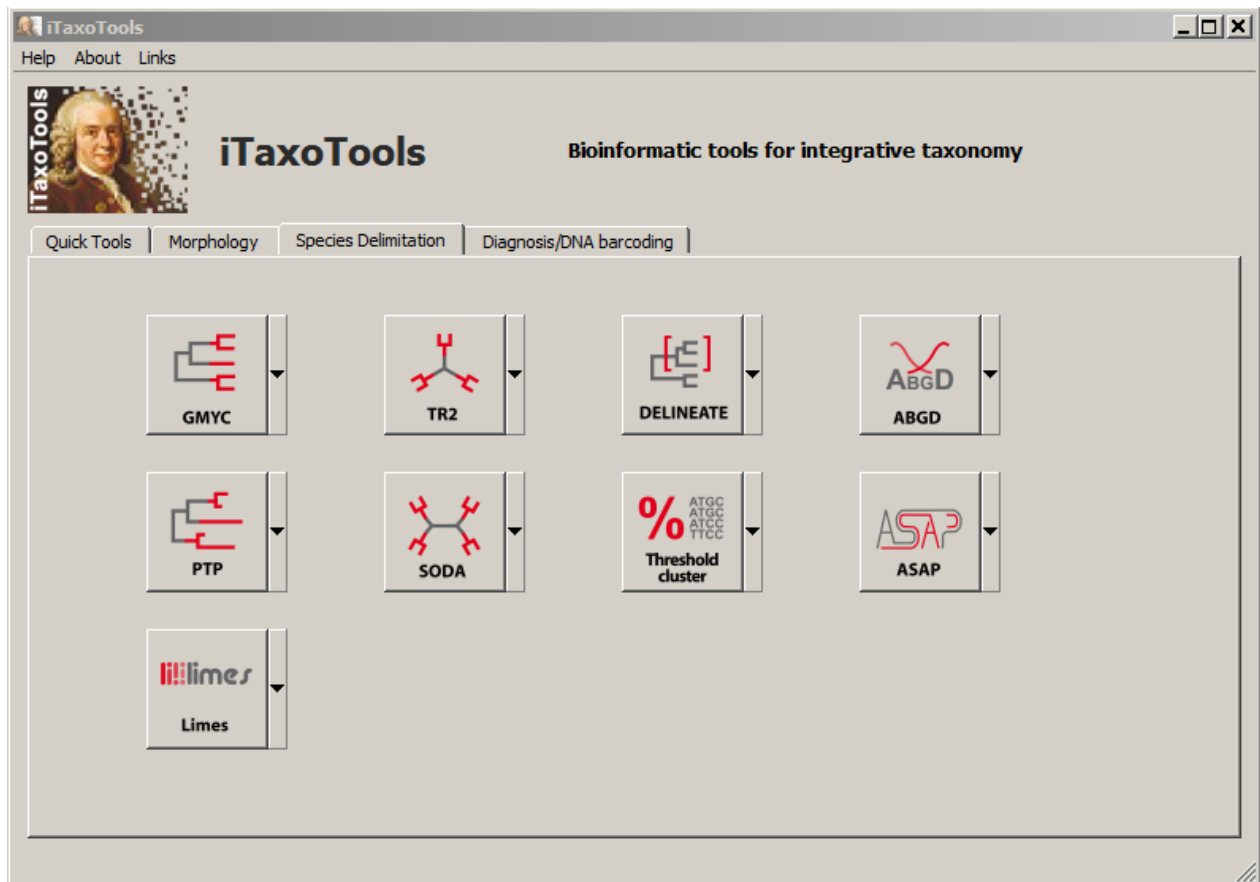 iTaxoTools
Help About Links
iTaxoTools
iTaxoTools
Bioinformatic tools for integrative taxonomy
Quick Tools
Morphology
Species Delimitation
Diagnosis/DNA barcoding
GMYC
TR2
DELINEATE
ABGD
ABGD
PTP
SODA
%
ATGC
ATGC
ATCC
TTCC
Threshold
cluster
ASAP
ASAP
limes
Limes